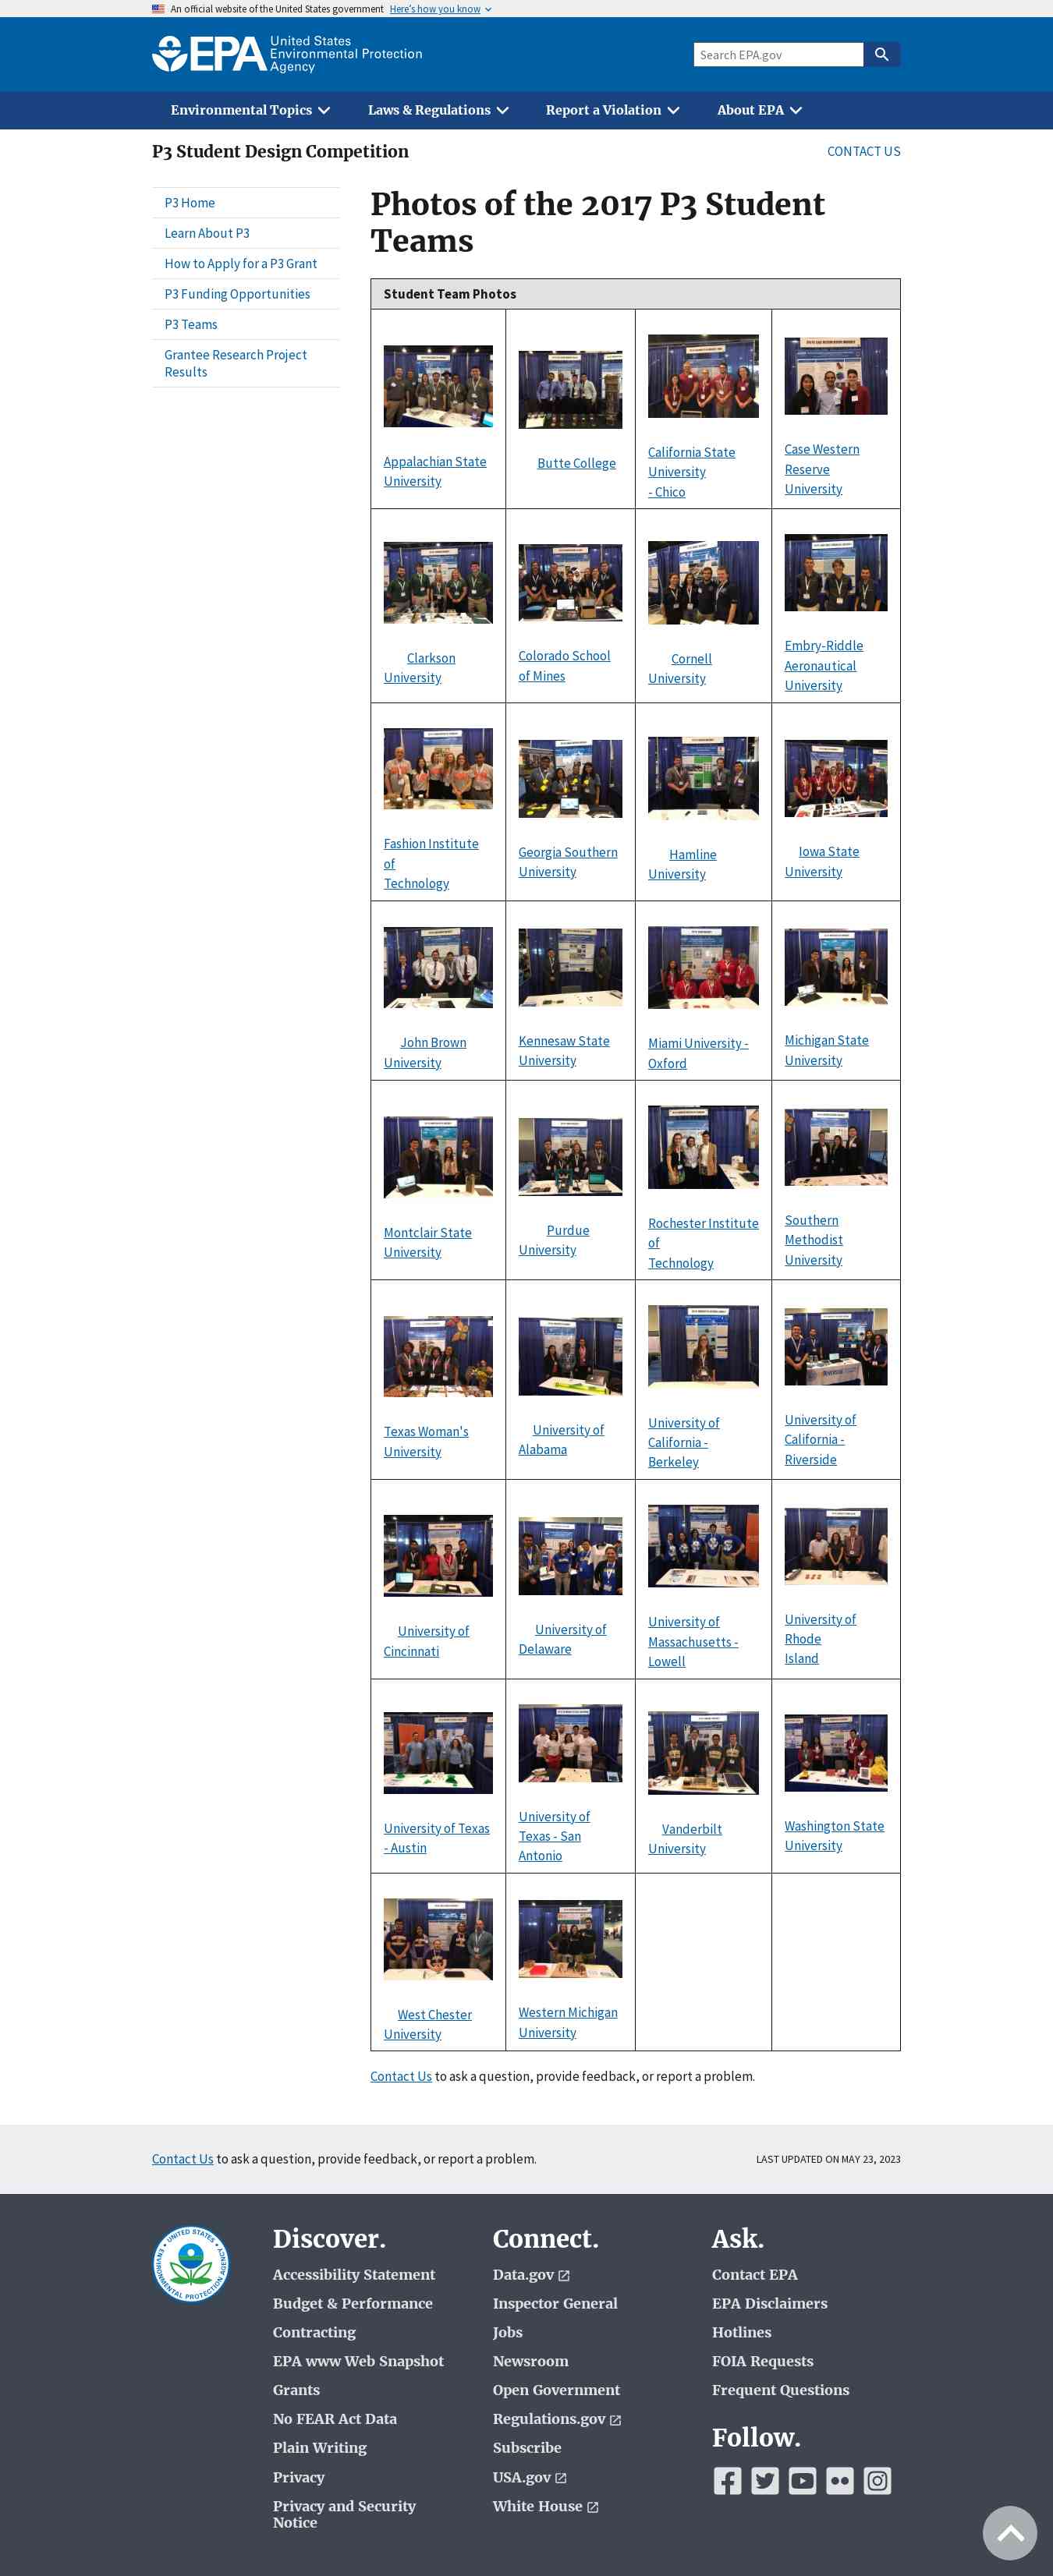 An official website of the United States government Here's how you know
EPA United States
Environmental Protection
Agency
Search EPA.gov
Environmental Topics
Laws & Regulations
Report a Violation
About EPA
P3 Student Design Competition
CONTACT US
P3 Home
Learn About P3
How to Apply for a P3 Grant
P3 Funding Opportunities
P3 Teams
Grantee Research Project
Results
Photos of the 2017 P3 Student
Teams
Student Team Photos
Appalachian State
University
Butte College
California State
University
- Chico
Case Western
Reserve
University
Clarkson
University
Colorado School
of Mines
Cornell
University
Embry-Riddle
Aeronautical
University
Fashion Institute
of
Technology
Georgia Southern
University
Hamline
University
Iowa State
University
John Brown
University
Kennesaw State
University
Miami University -
Oxford
Michigan State
University
Montclair State
University
Purdue
University
Rochester Institute
of
Technology
Southern
Methodist
University
Texas Woman's
University
University of
Alabama
University of
California -
Berkeley
University of
California -
Riverside
University of
Cincinnati
University of
Delaware
University of
Massachusetts -
Lowell
University of
Rhode
Island
University of Texas
- Austin
University of
Texas - San
Antonio
Vanderbilt
University
Washington State
University
West Chester
University
Western Michigan
University
Contact Us to ask a question, provide feedback, or report a problem.
Contact Us to ask a question, provide feedback, or report a problem.
LAST UPDATED ON MAY 23, 2023
UNITED STATES
ENVIRONMENTAL PROTECTION AGENCY
Discover.
Accessibility Statement
Budget & Performance
Contracting
EPA www Web Snapshot
Grants
No FEAR Act Data
Plain Writing
Privacy
Privacy and Security
Notice
Connect.
Data.gov
Inspector General
Jobs
Newsroom
Open Government
Regulations.gov
Subscribe
USA.gov
White House
Ask.
Contact EPA
EPA Disclaimers
Hotlines
FOIA Requests
Frequent Questions
Follow.